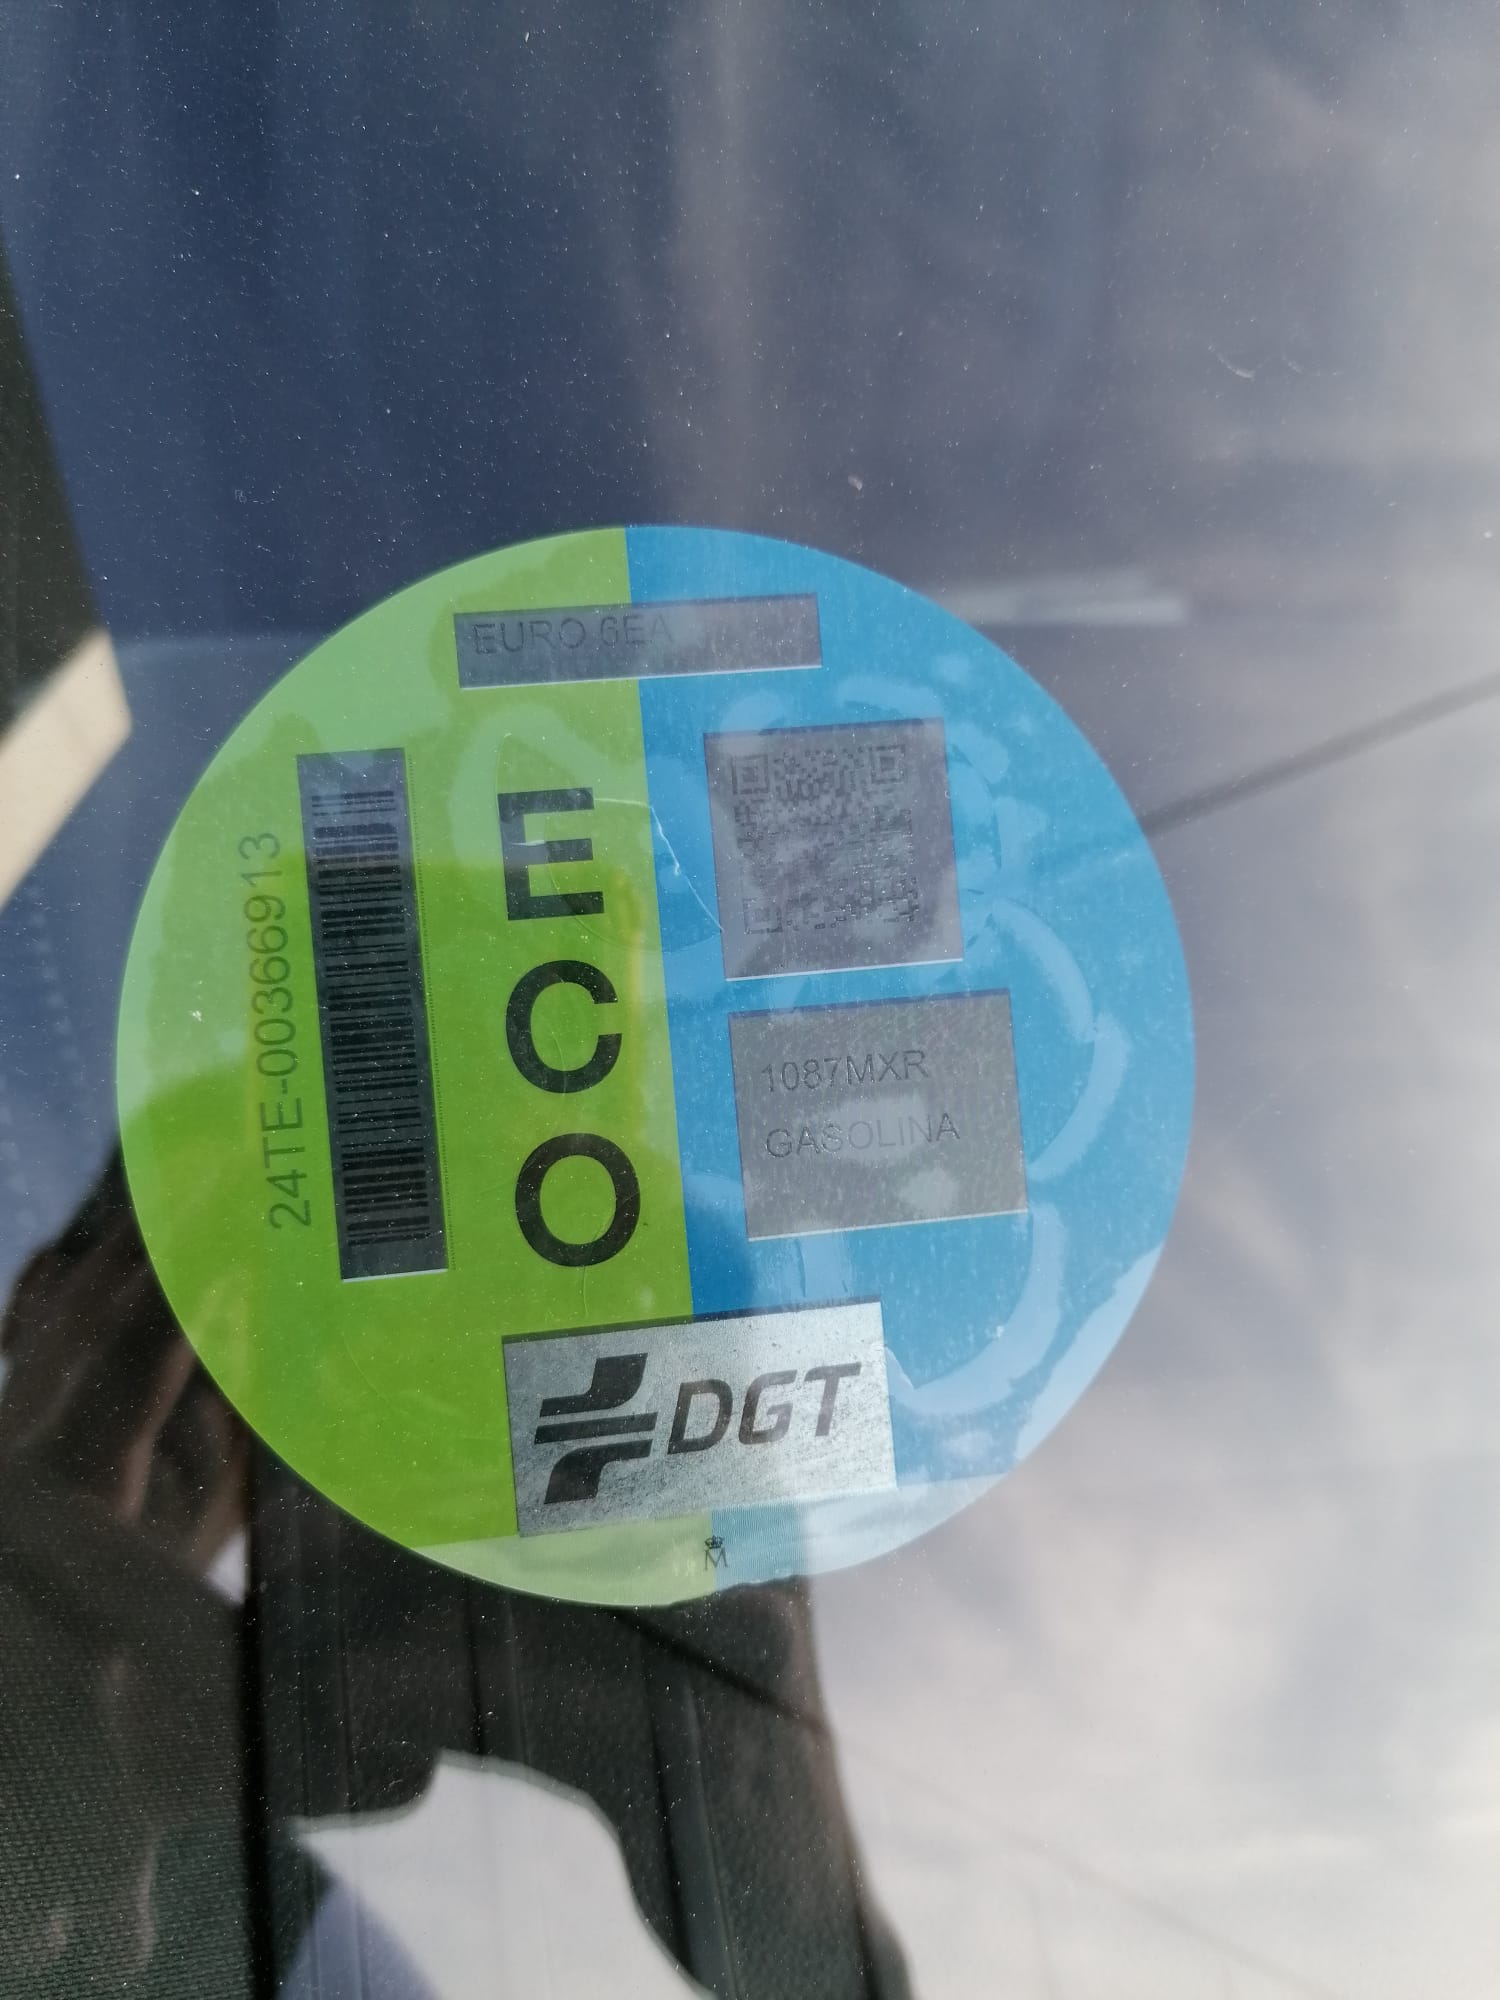 EURO 6EA
24TE-00366913
ECO
1087MXR
GASOLINA
DGT
M